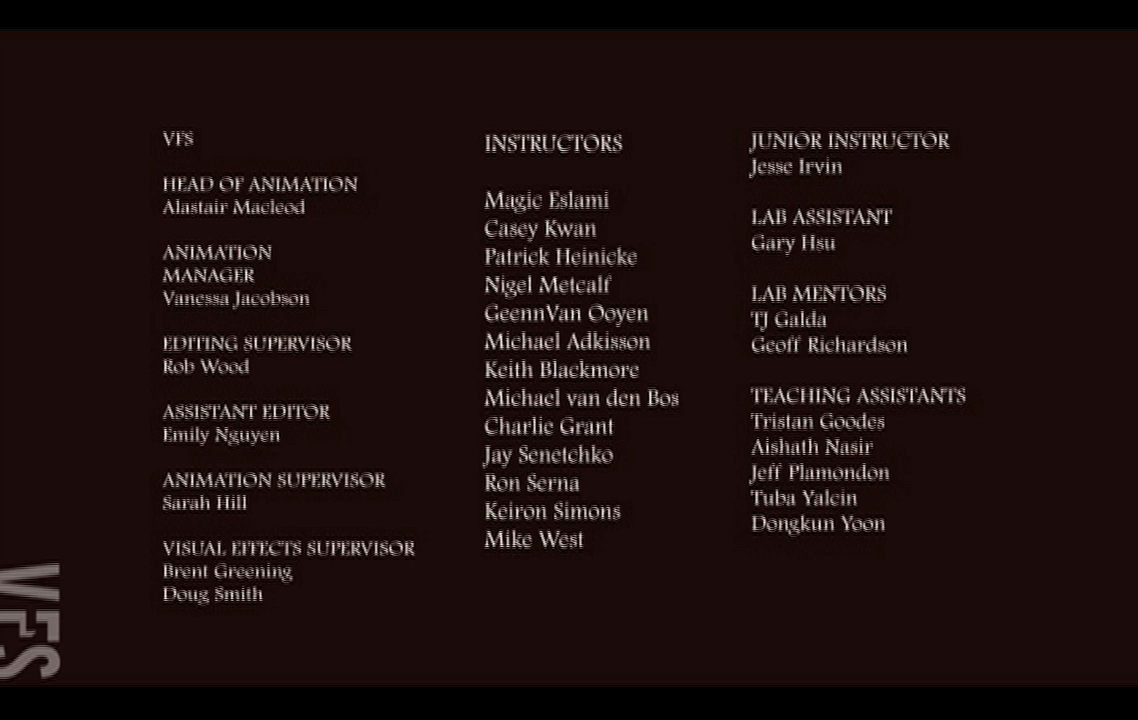 VFS
HEAD OF ANIMATION
Alastair Macleod
ANIMATION
MANAGER
Vanessa Jacobson
EDITING SUPERVISOR
Rob Wood
ASSISTANT EDITOR
Emily Nguyen
ANIMATION SUPERVISOR
Sarah Hill
VISUAL EFFECTS SUPERVISOR
Brent Greening
Doug Smith
INSTRUCTORS
Magic Eslami
Casey Kwan
Patrick Heinicke
Nigel Metcalf
GeennVan Ooyen
Michael Adkisson
Keith Blackmore
Michael van den Bos
Charlie Grant
Jay Senetchko
Ron Serna
Keiron Simons
Mike West
JUNIOR INSTRUCTOR
Jesse Irvin
LAB ASSISTANT
Gary Hsu
LAB MENTORS
TJ Galda
Geoff Richardson
TEACHING ASSISTANTS
Tristan Goodes
Aishath Nasir
Jeff Plamondon
Tuba Yalcin
Dongkun Yoon
VFS